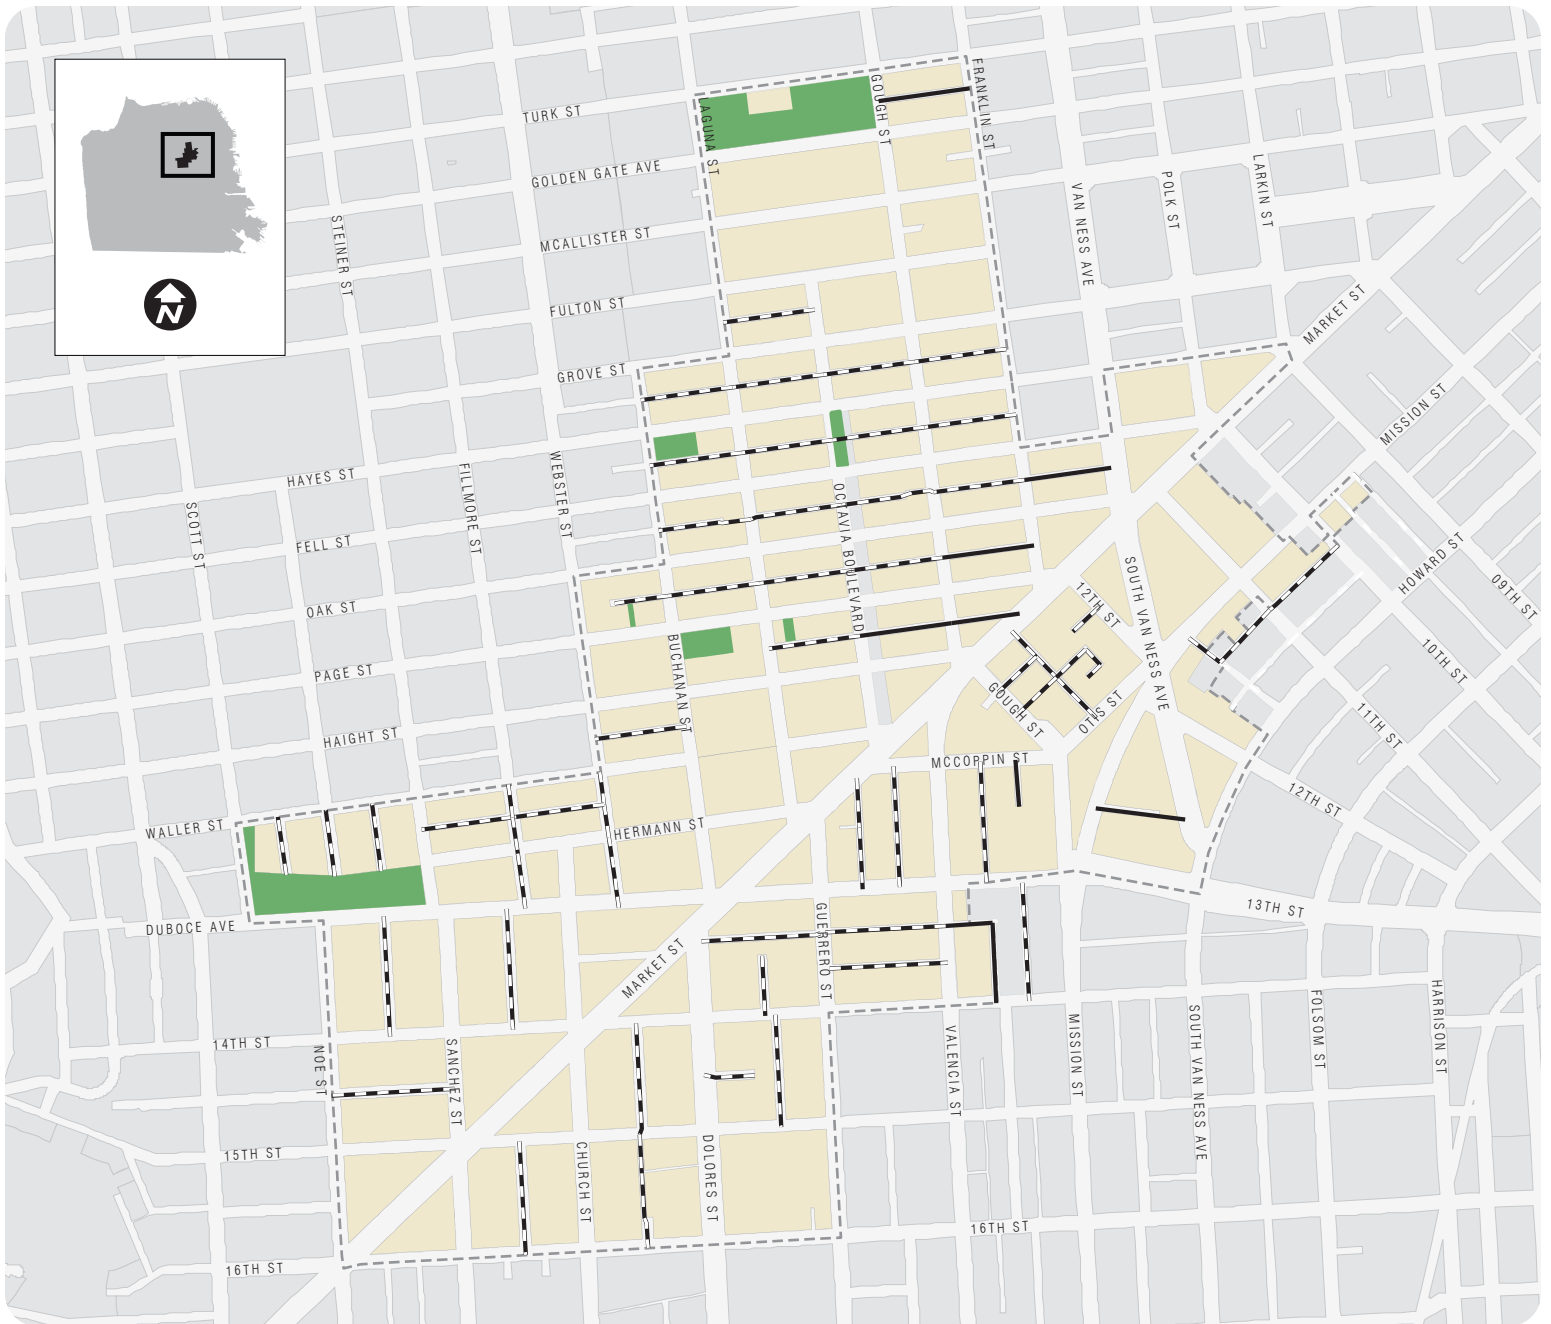 TURK ST
GOLDEN GATE AVE
MCALLISTER ST
FULTON ST
GROVE ST
HAYES ST
FELL ST
OAK ST
PAGE ST
HAIGHT ST
WALLER ST
HERMANN ST
DUBOCE AVE
14TH ST
15TH ST
16TH ST
16TH ST
STEINER ST
SCOTT ST
FILLMORE ST
WEBSTER ST
LAGUNA ST
GOUGH ST
FRANKLIN ST
VAN NESS AVE
POLK ST
LARKIN ST
MARKET ST
MISSION ST
HOWARD ST
09TH ST
10TH ST
11TH ST
12TH ST
12TH ST
SOUTH VAN NESS AVE
OTIS ST
GOUGH ST
MCCOPPIN ST
OCTAVIA BOULEVARD
BUCHANAN ST
13TH ST
MARKET ST
GUERRERO ST
NOE ST
SANCHEZ ST
CHURCH ST
DOLORES ST
VALENCIA ST
MISSION ST
SOUTH VAN NESS AVE
FOLSOM ST
HARRISON ST
N